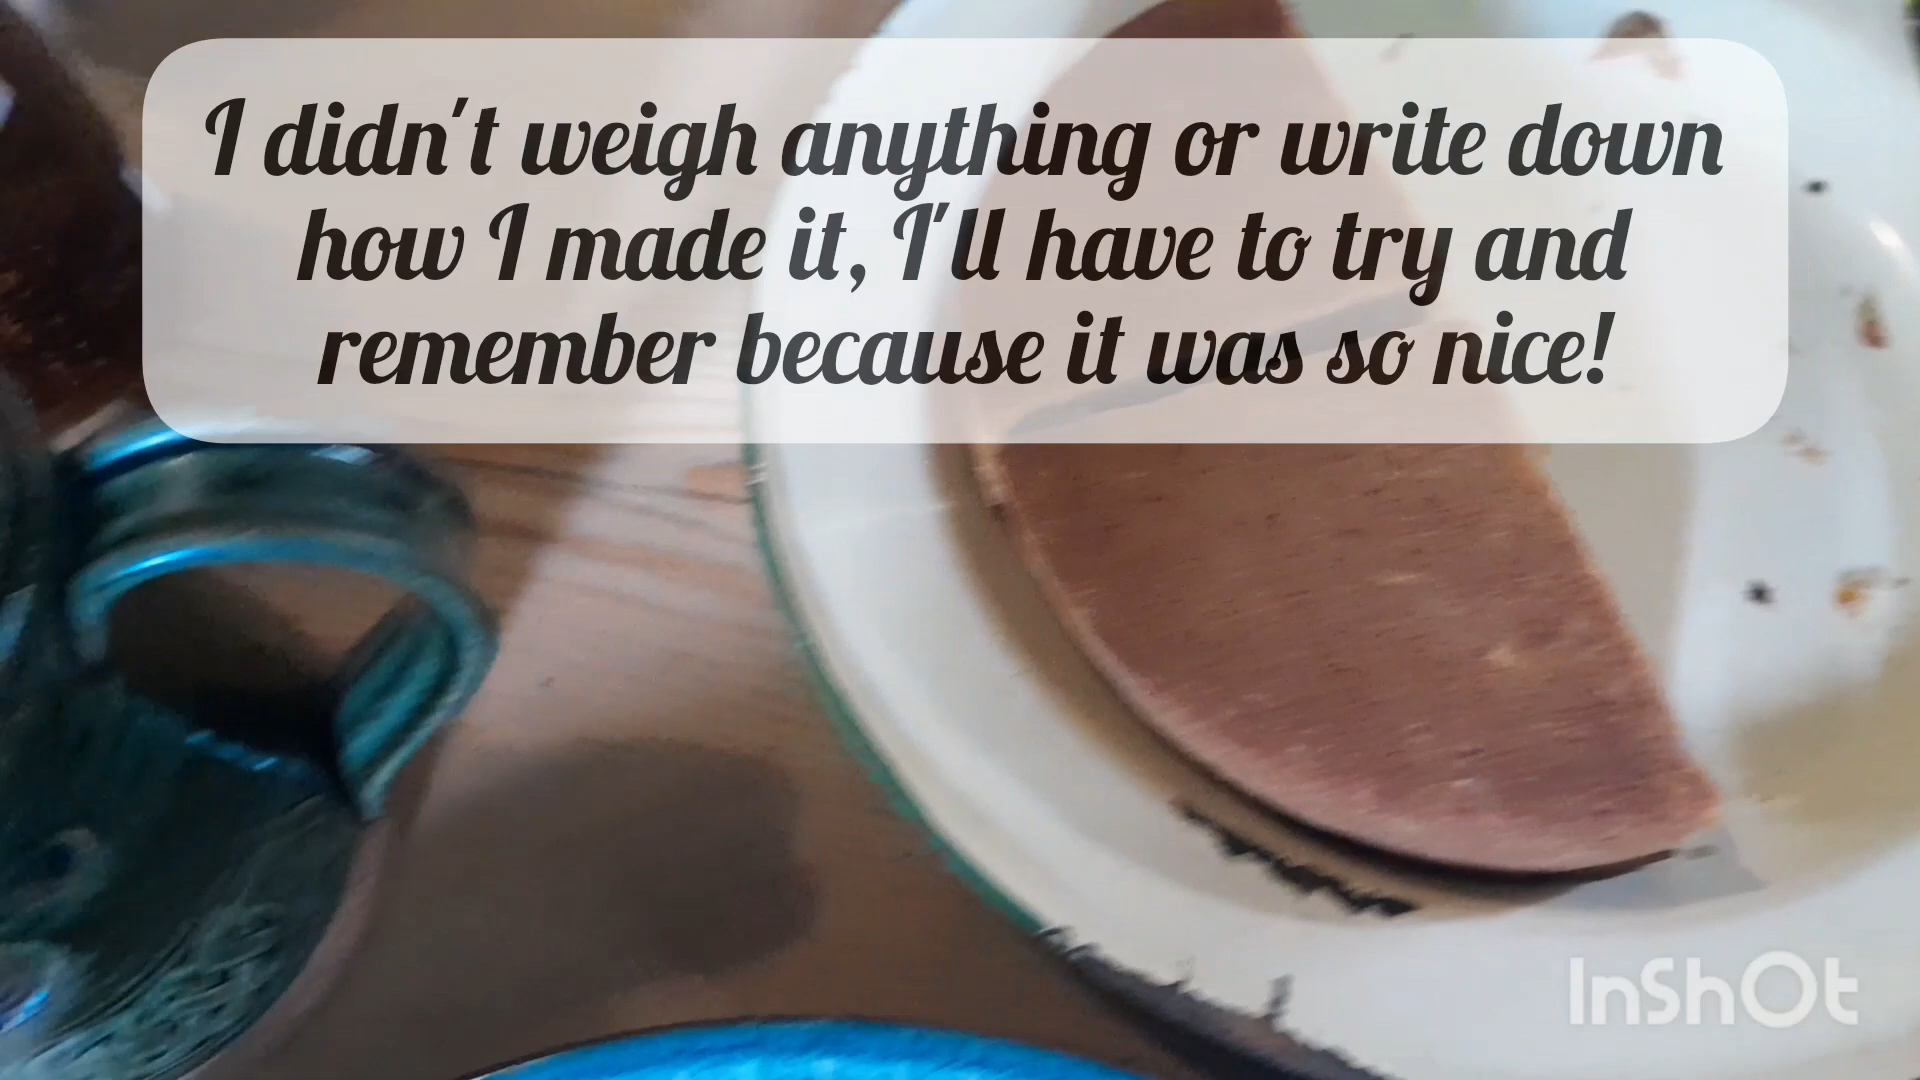 I didn't weigh anything or write down
how I made it, I'll have to try and
remember because it was so nice!
InShOt